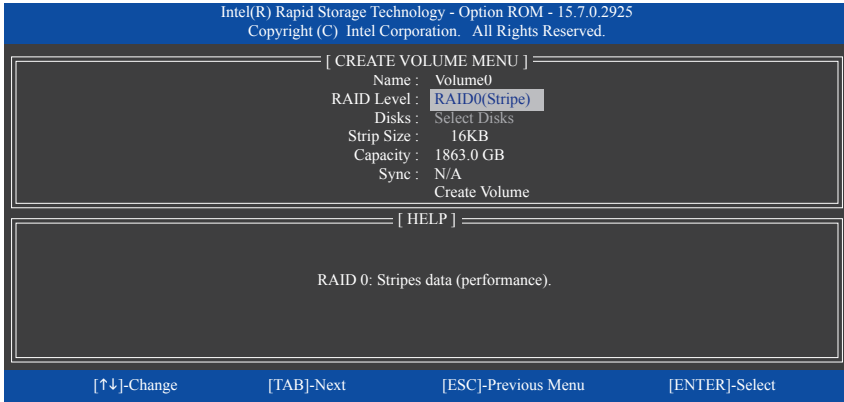 Intel(R) Rapid Storage Technology - Option ROM - 15.7.0.2925
Copyright (C) Intel Corporation. All Rights Reserved.
[ CREATE VOLUME MENU ]
Name : Volume0
RAID Level : RAID0(Stripe)
Disks : Select Disks
Strip Size : 16KB
Capacity : 1863.0 GB
Sync : N/A
Create Volume
[ HELP ]
RAID 0: Stripes data (performance).
[↑↓]-Change [TAB]-Next [ESC]-Previous Menu [ENTER]-Select